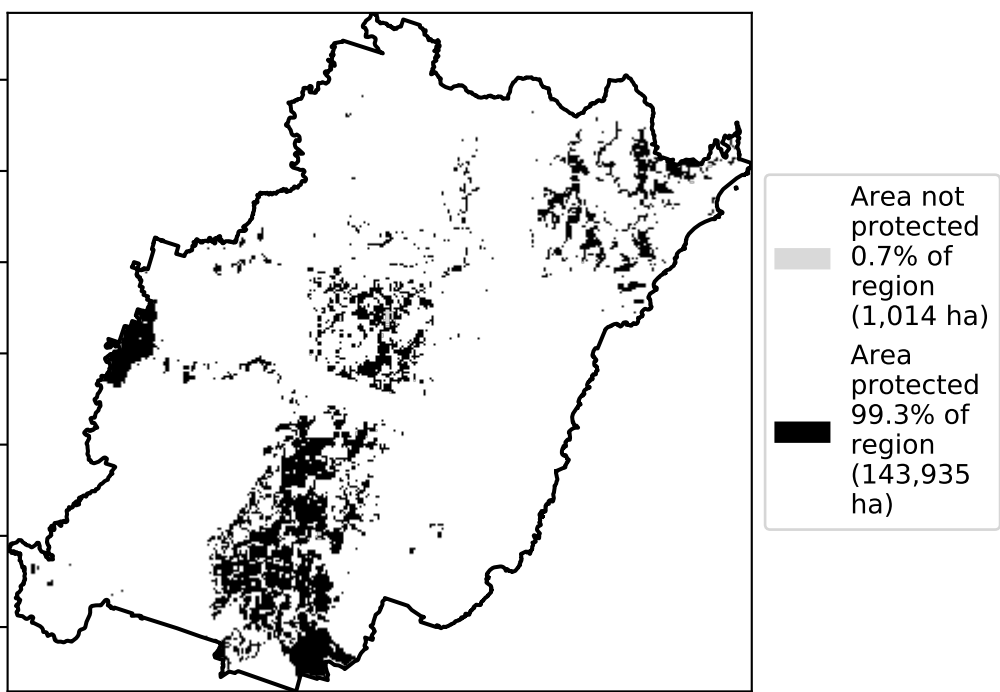 Area not
protected
0.7% of
region
(1,014 ha)
Area
protected
99.3% of
region
(143,935
ha)